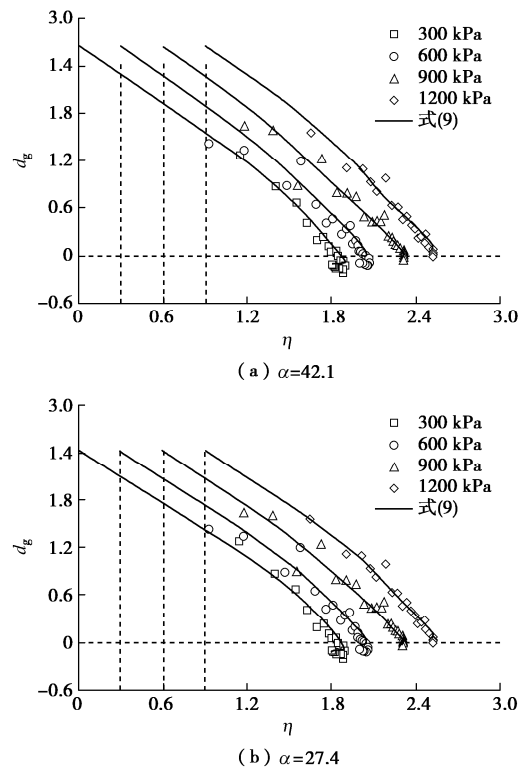 3.0
1.4
1.8
1.2
0.6
0
−0.6
d_g
0 0.6 1.2 1.8 2.4 3.0
η
300 kPa
600 kPa
900 kPa
1200 kPa
式(9)
(a) α=42.1
3.0
1.4
1.8
1.2
0.6
0
−0.6
d_g
0 0.6 1.2 1.8 2.4 3.0
η
300 kPa
600 kPa
900 kPa
1200 kPa
式(9)
(b) α=27.4